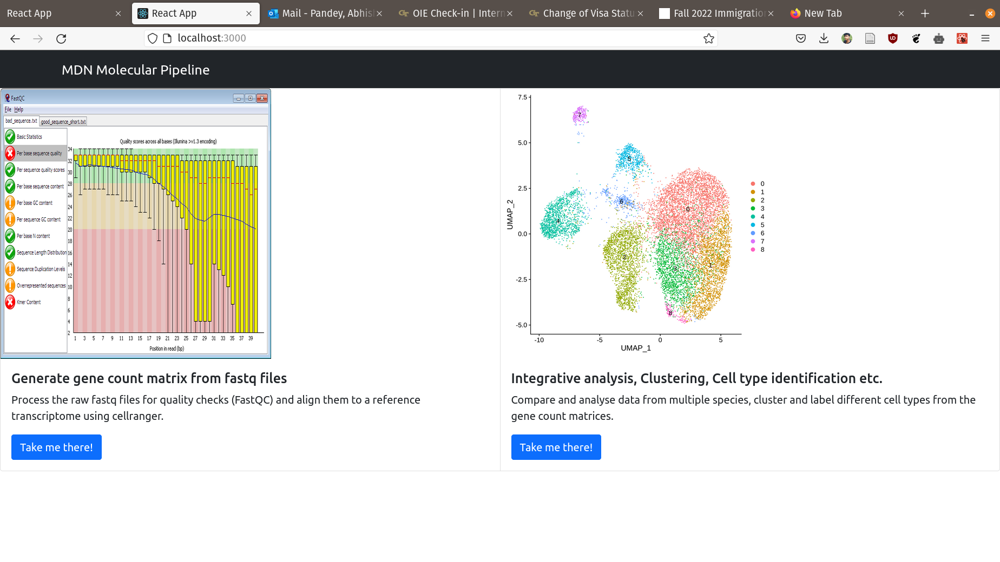 React App
React App
Mail - Pandey, Abhis
OIE Check-in | Intern
Change of Visa Statu
Fall 2022 Immigratio
New Tab
localhost:3000
MDN Molecular Pipeline
FastQC
File Help
bad_sequence.txt
good_sequence_short.txt
Basic Statistics
Per base sequence quality
Per sequence quality scores
Per base sequence content
Per base GC content
Per sequence GC content
Per base N content
Sequence Length Distribution
Sequence Duplication Levels
Overrepresented sequences
Kmer Content
Quality scores across all bases (Illumina >v1.3 encoding)
34
32
30
28
26
24
22
20
18
16
14
12
10
8
6
4
2
1 3 5 7 9 11 13 15 17 19 21 23 25 27 29 31 33 35 37 39
Position in read (bp)
Generate gene count matrix from fastq files
Process the raw fastq files for quality checks (FastQC) and align them to a reference
transcriptome using cellranger.
Take me there!
7.5
5.0
2.5
0.0
-2.5
-5.0
UMAP_2
7
5
6
0
4
2
3
1
8
-10 -5 0 5
UMAP_1
0
1
2
3
4
5
6
7
8
Integrative analysis, Clustering, Cell type identification etc.
Compare and analyse data from multiple species, cluster and label different cell types from the
gene count matrices.
Take me there!